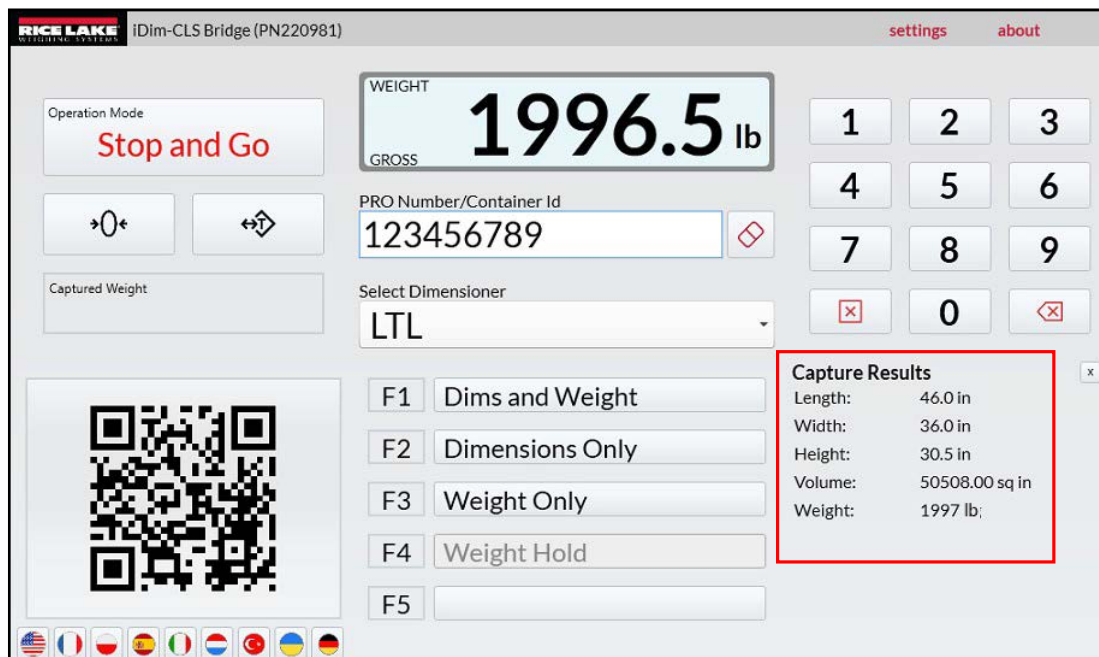 RICE LAKE
WEIGHING SYSTEMS
iDim-CLS Bridge (PN220981)
settings
about
Operation Mode
Stop and Go
→0←
↔T
Captured Weight
WEIGHT
1996.5 lb
GROSS
PRO Number/Container Id
123456789
Select Dimensioner
LTL
F1 Dims and Weight
F2 Dimensions Only
F3 Weight Only
F4 Weight Hold
F5
1 2 3
4 5 6
7 8 9
0
Capture Results
x
Length: 46.0 in
Width: 36.0 in
Height: 30.5 in
Volume: 50508.00 sq in
Weight: 1997 lb;